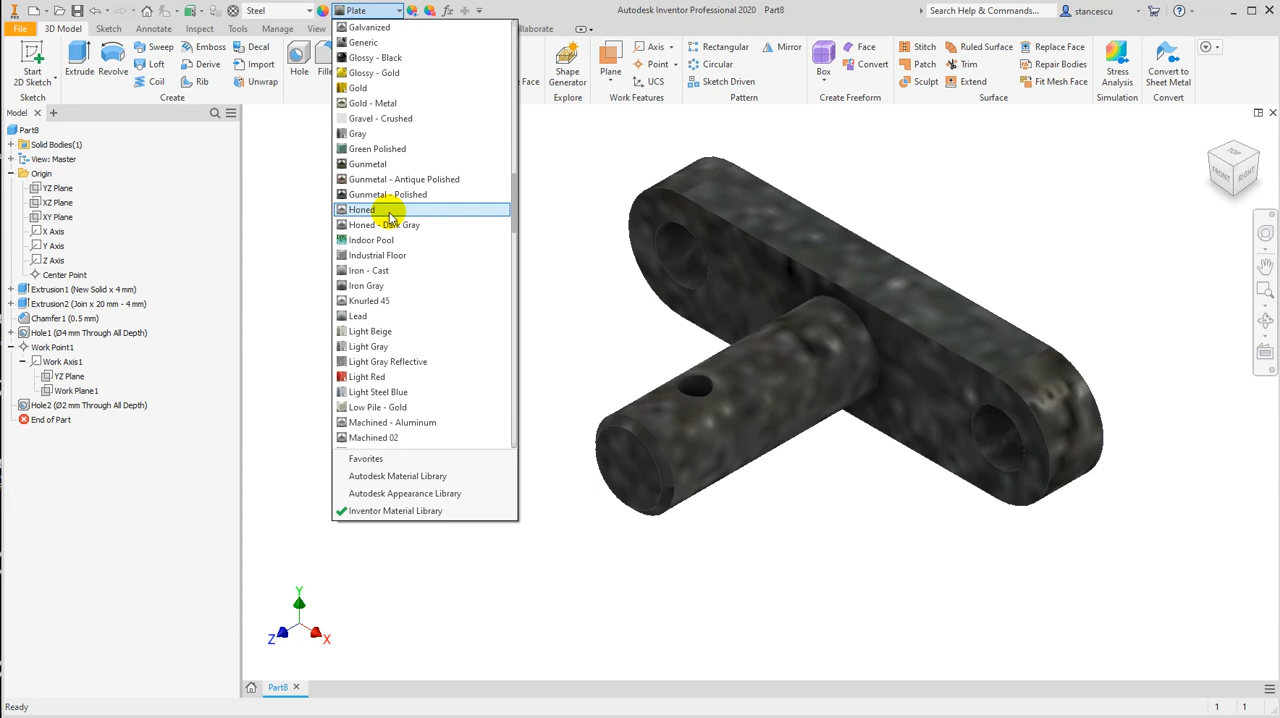 PRO
Steel
Plate
fx
Autodesk Inventor Professional 2020 Part8
Search Help & Commands...
stancescu
File
3D Model
Sketch
Annotate
Inspect
Tools
Manage
View
Start
2D Sketch
Sketch
Extrude
Revolve
Sweep
Loft
Coil
Emboss
Derive
Rib
Decal
Import
Unwrap
Create
Hole
Shape
Generator
Explore
Plane
Axis
Point
UCS
Work Features
Rectangular
Circular
Sketch Driven
Mirror
Pattern
Box
Face
Convert
Create Freeform
Stitch
Patch
Sculpt
Ruled Surface
Trim
Extend
Repair Bodies
Fit Mesh Face
Surface
Stress
Analysis
Simulation
Convert to
Sheet Metal
Convert
Galvanized
Generic
Glossy - Black
Glossy - Gold
Gold
Gold - Metal
Gravel - Crushed
Gray
Green Polished
Gunmetal
Gunmetal - Antique Polished
Gunmetal - Polished
Honed
Honed - Dark Gray
Indoor Pool
Industrial Floor
Iron - Cast
Iron Gray
Knurled 45
Lead
Light Beige
Light Gray
Light Gray Reflective
Light Red
Light Steel Blue
Low Pile - Gold
Machined - Aluminum
Machined 02
Favorites
Autodesk Material Library
Autodesk Appearance Library
Inventor Material Library
Model
Part8
Solid Bodies(1)
View: Master
Origin
YZ Plane
XZ Plane
XY Plane
X Axis
Y Axis
Z Axis
Center Point
Extrusion1 (New Solid x 4 mm)
Extrusion2 (Join x 20 mm - 4 mm)
Chamfer1 (0.5 mm)
Hole1 (Ø4 mm Through All Depth)
Work Point1
Work Axis1
YZ Plane
Work Plane1
Hole2 (Ø2 mm Through All Depth)
End of Part
TOP
Y
Z
X
Part8
Ready
1
1